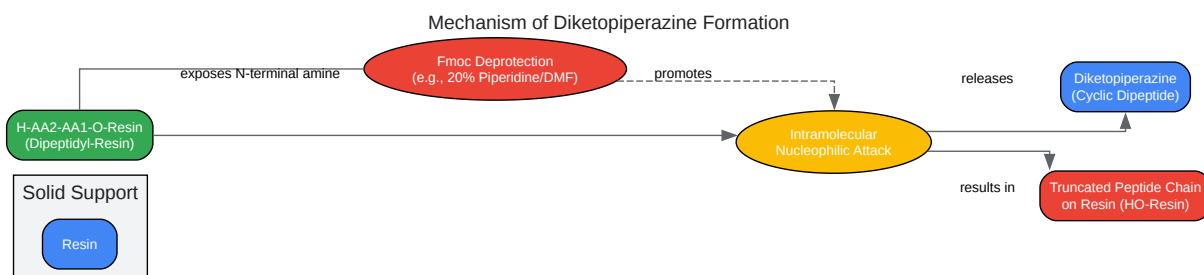 Mechanism of Diketopiperazine Formation
Fmoc Deprotection
(e.g., 20% Piperidine/DMF)
exposes N-terminal amine
promotes
releases
Diketopiperazine
(Cyclic Dipeptide)
H-AA2-AA1-O-Resin
(Dipeptidyl-Resin)
Intramolecular
Nucleophilic Attack
results in
Truncated Peptide Chain
on Resin (HO-Resin)
Solid Support
Resin